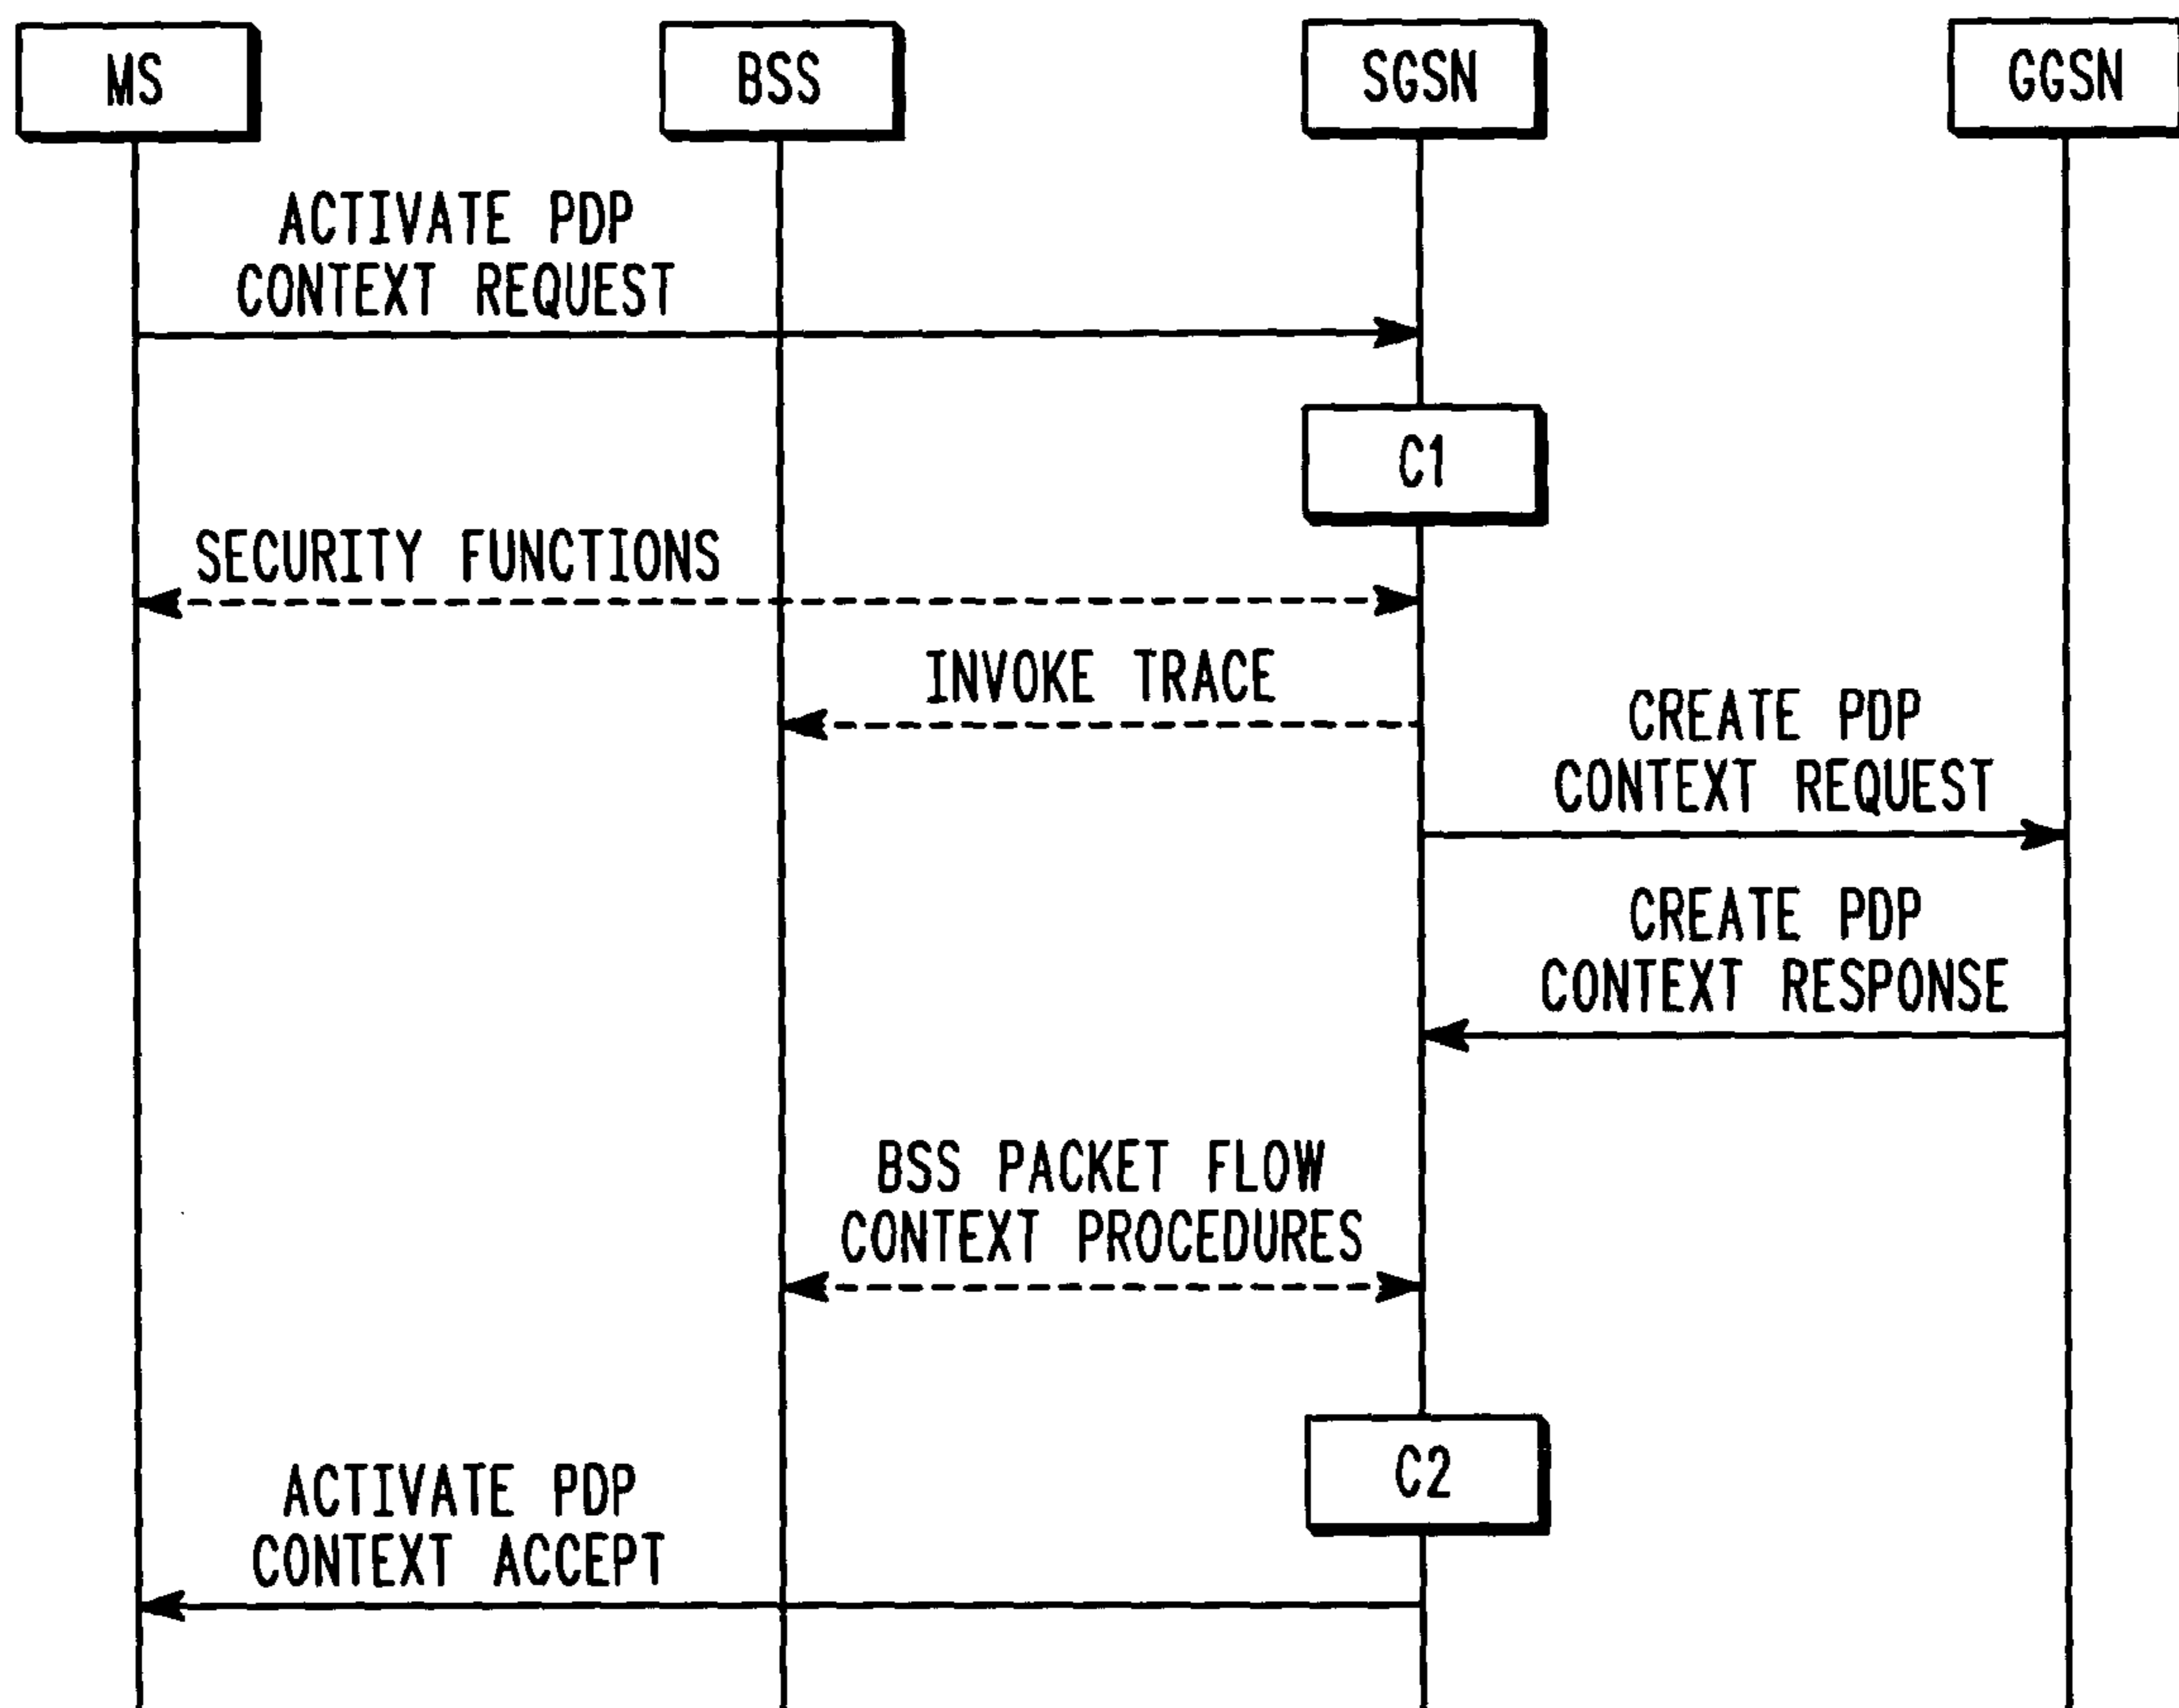 MS
BSS
SGSN
GGSN
ACTIVATE PDP
CONTEXT REQUEST
C1
SECURITY FUNCTIONS
INVOKE TRACE
CREATE PDP
CONTEXT REQUEST
CREATE PDP
CONTEXT RESPONSE
BSS PACKET FLOW
CONTEXT PROCEDURES
C2
ACTIVATE PDP
CONTEXT ACCEPT